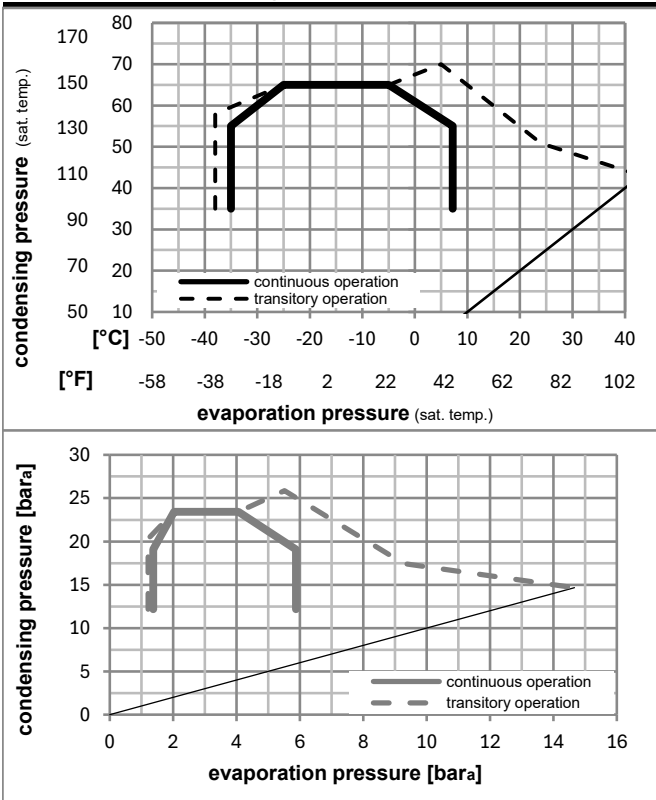 condensing pressure (sat. temp.)
170
150
130
110
90
70
50
80
70
60
50
40
30
20
10
continuous operation
transitory operation
[°C] -50 -40 -30 -20 -10 0 10 20 30 40
[°F] -58 -38 -18 2 22 42 62 82 102
evaporation pressure (sat. temp.)
condensing pressure [bara]
30
25
20
15
10
5
0
continuous operation
transitory operation
0 2 4 6 8 10 12 14 16
evaporation pressure [bara]